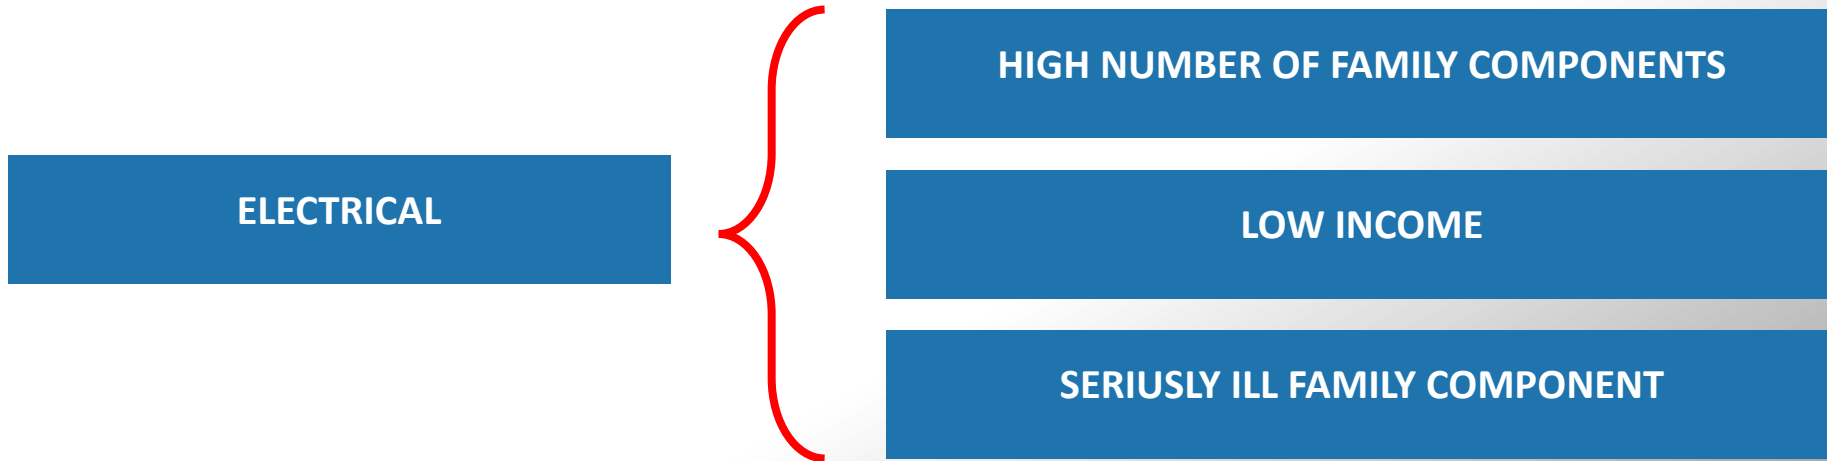 ELECTRICAL
HIGH NUMBER OF FAMILY COMPONENTS
LOW INCOME
SERIUSLY ILL FAMILY COMPONENT